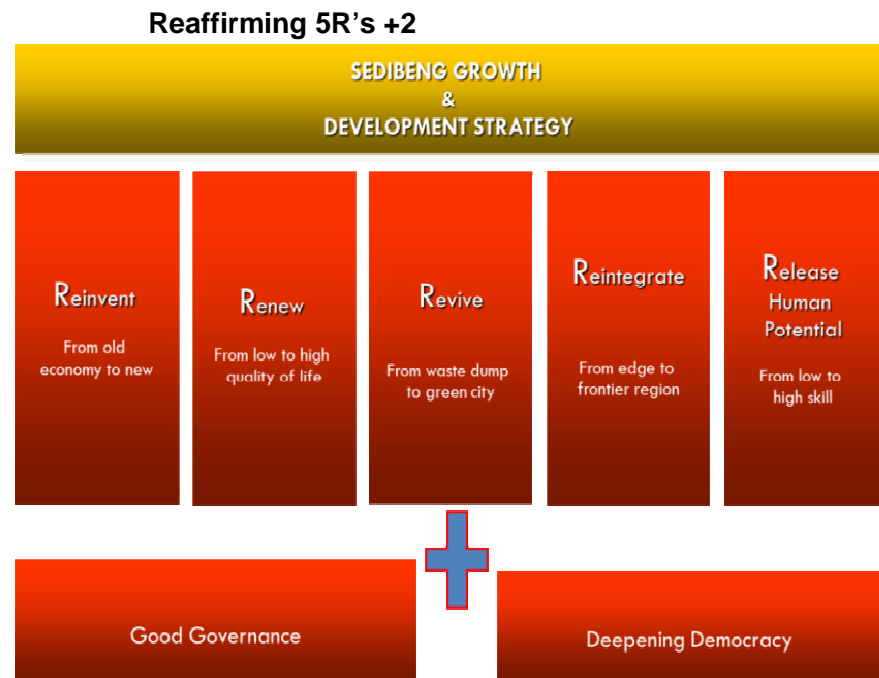 Reaffirming 5R's +2
SEDIBENG GROWTH
&
DEVELOPMENT STRATEGY
Reinvent
From old
economy to new
Renew
From low to high
quality of life
Revive
From waste dump
to green city
Reintegrate
From edge to
frontier region
Release
Human
Potential
From low to
high skill
Good Governance
Deepening Democracy